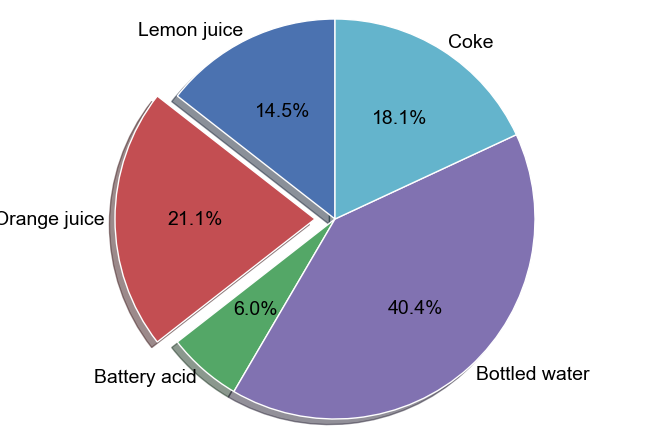 Lemon juice
Coke
14.5%
18.1%
Orange juice
21.1%
6.0%
40.4%
Battery acid
Bottled water